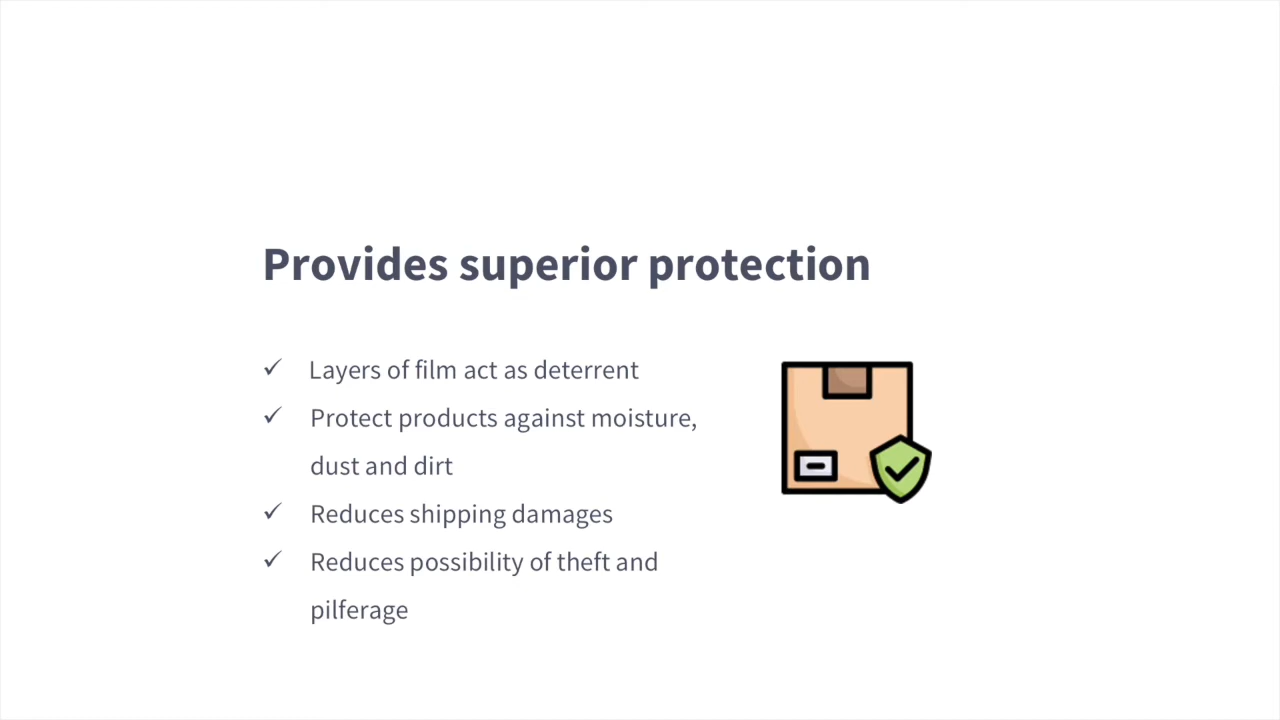 Provides superior protection
✓ Layers of film act as deterrent
✓ Protect products against moisture,
dust and dirt
✓ Reduces shipping damages
✓ Reduces possibility of theft and
pilferage